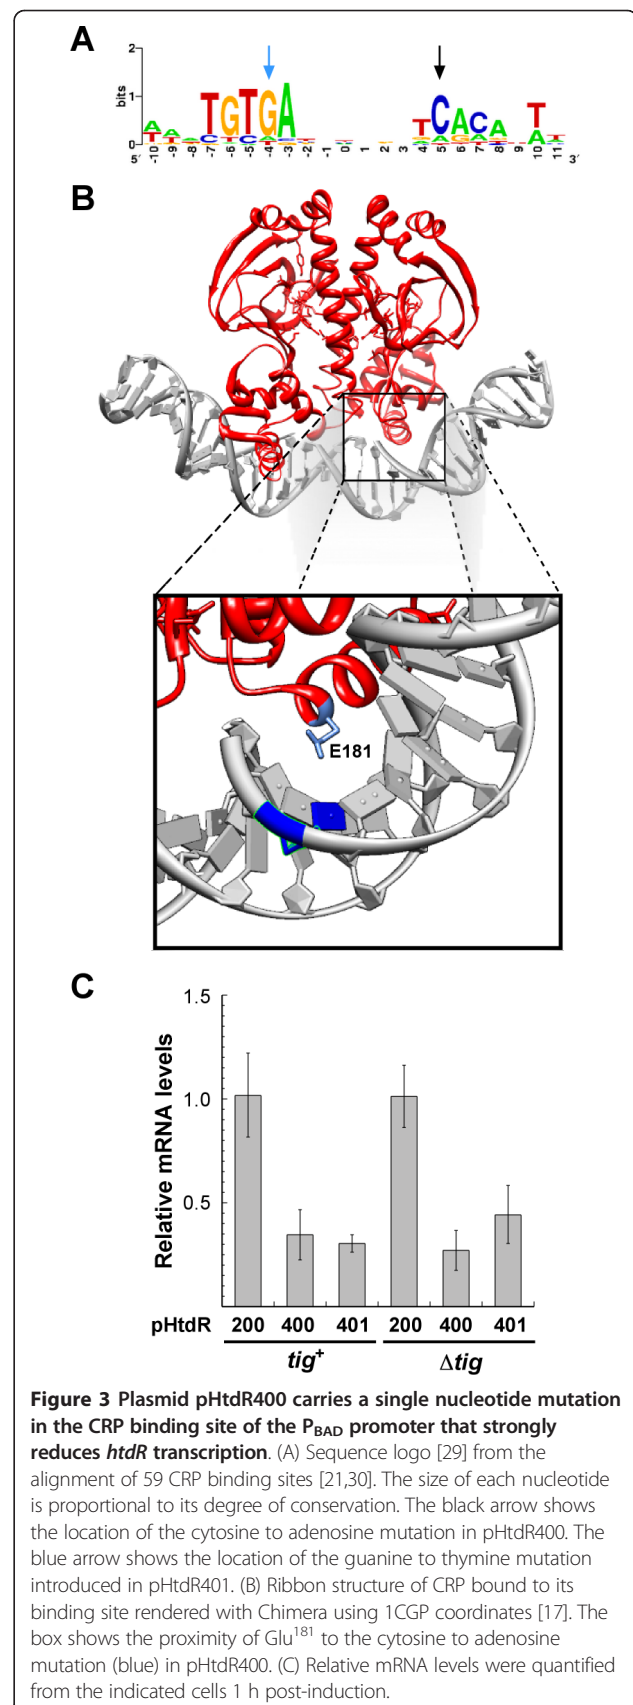 A
2
1
0
bits
TGTGA
TCACA
T
5′ -10 -9 -8 -7 -6 -5 -4 -3 -2 -1 0 1 2 3 4 5 6 7 8 9 10 11 3′
B
E181
C
Relative mRNA levels
1.5
1.0
0.5
pHtdR 200 400 401 200 400 401
tig+ Δtig
Figure 3 Plasmid pHtdR400 carries a single nucleotide mutation
in the CRP binding site of the PBAD promoter that strongly
reduces htdR transcription. (A) Sequence logo [29] from the
alignment of 59 CRP binding sites [21,30]. The size of each nucleotide
is proportional to its degree of conservation. The black arrow shows
the location of the cytosine to adenosine mutation in pHtdR400. The
blue arrow shows the location of the guanine to thymine mutation
introduced in pHtdR401. (B) Ribbon structure of CRP bound to its
binding site rendered with Chimera using 1CGP coordinates [17]. The
box shows the proximity of Glu181 to the cytosine to adenosine
mutation (blue) in pHtdR400. (C) Relative mRNA levels were quantified
from the indicated cells 1 h post-induction.